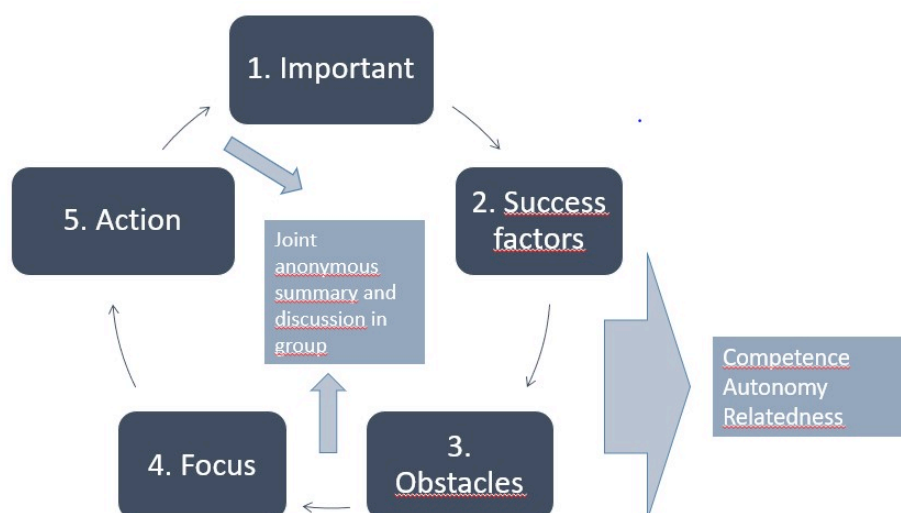 1. Important
2. Success
factors
3.
Obstacles
4. Focus
5. Action
Joint
anonymous
summary and
discussion in
group
Competence
Autonomy
Relatedness